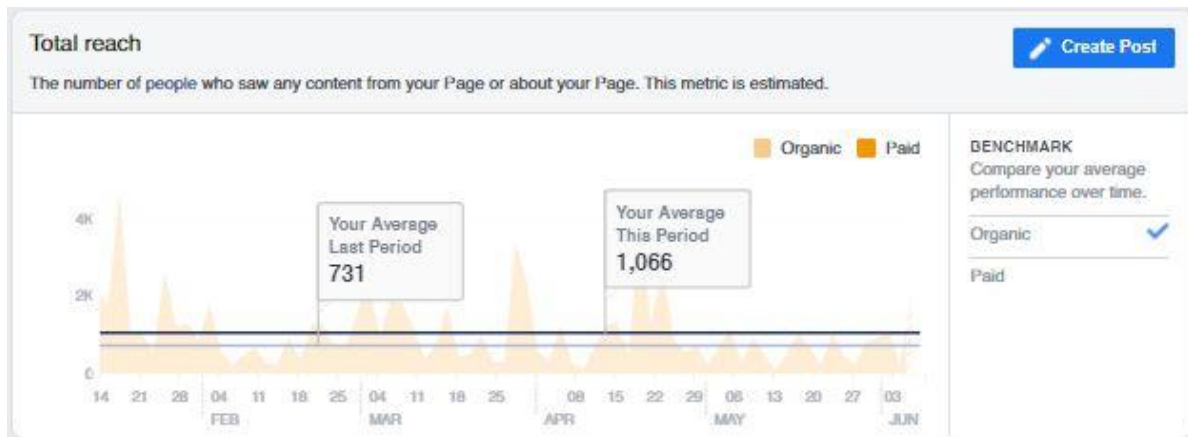 Total reach
Create Post
The number of people who saw any content from your Page or about your Page. This metric is estimated.
Organic Paid
BENCHMARK
Compare your average
performance over time.
Organic
Paid
4K
2K
0
Your Average
Last Period
731
Your Average
This Period
1,066
14 21 28 04 11 18 25 04 11 18 25 08 15 22 29 06 13 20 27 03
FEB MAR APR MAY JUN